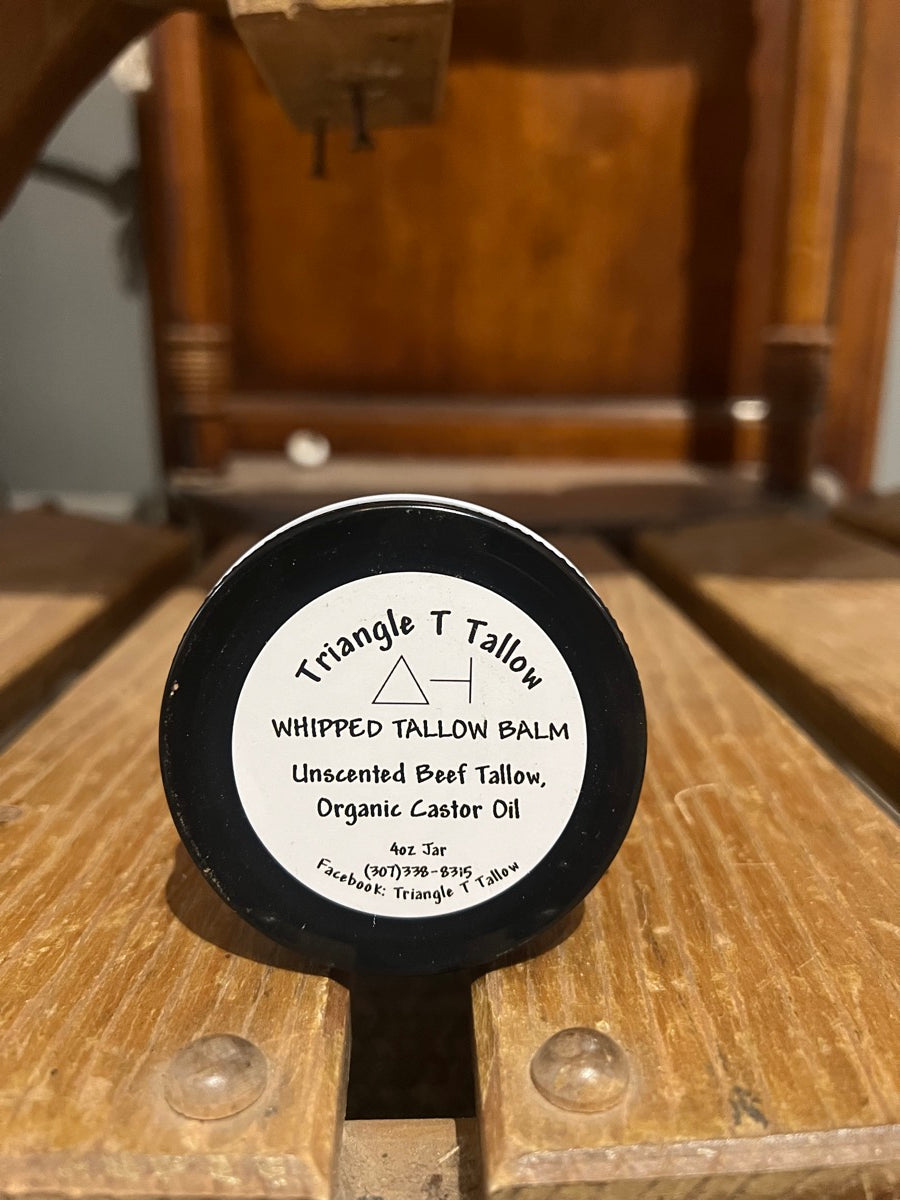 Triangle T Tallow
WHIPPED TALLOW BALM
Unscented Beef Tallow,
Organic Castor Oil
4oz Jar
(307)338-8315
Facebook: Triangle T Tallow